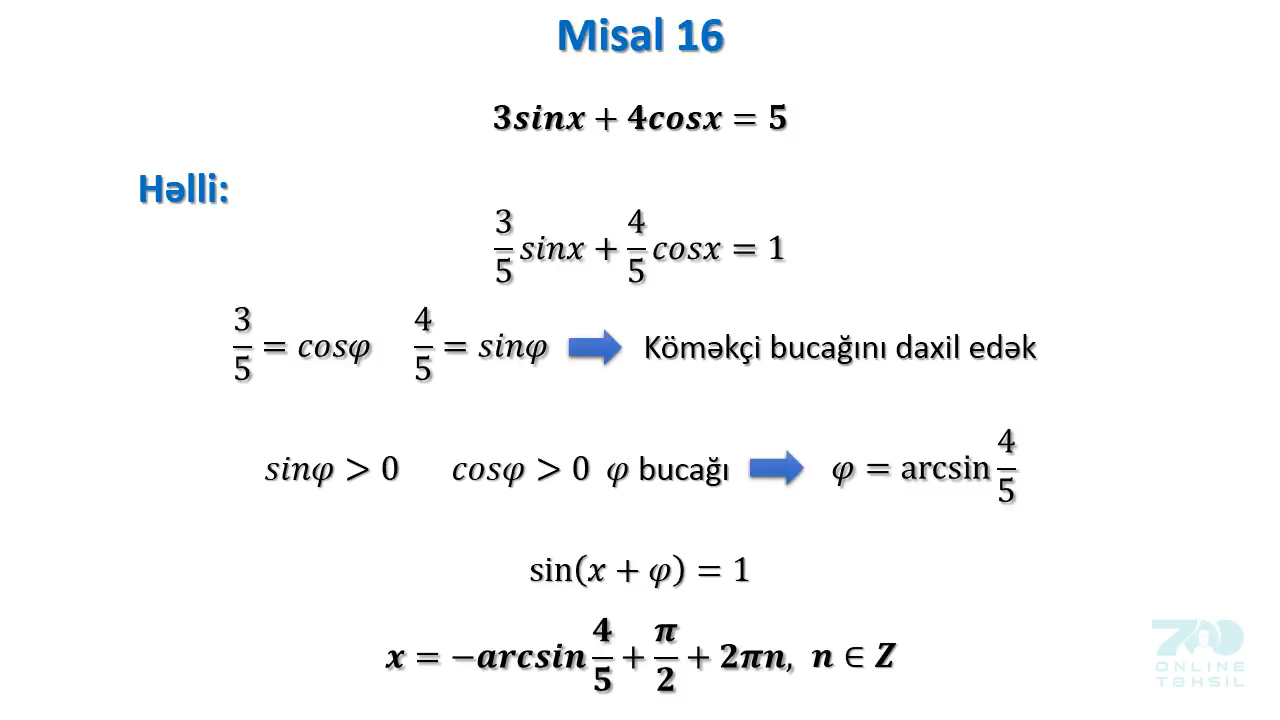 Misal 16
3sinx + 4cosx = 5
Həlli:
3/5 sinx + 4/5 cosx = 1
3/5 = cosφ 4/5 = sinφ Köməkçi bucağını daxil edək
sinφ > 0 cosφ > 0 φ bucağı φ = arcsin 4/5
sin(x + φ) = 1
x = −arcsin 4/5 + π/2 + 2πn, n ∈ Z
700
ONLINE
TƏHSİL